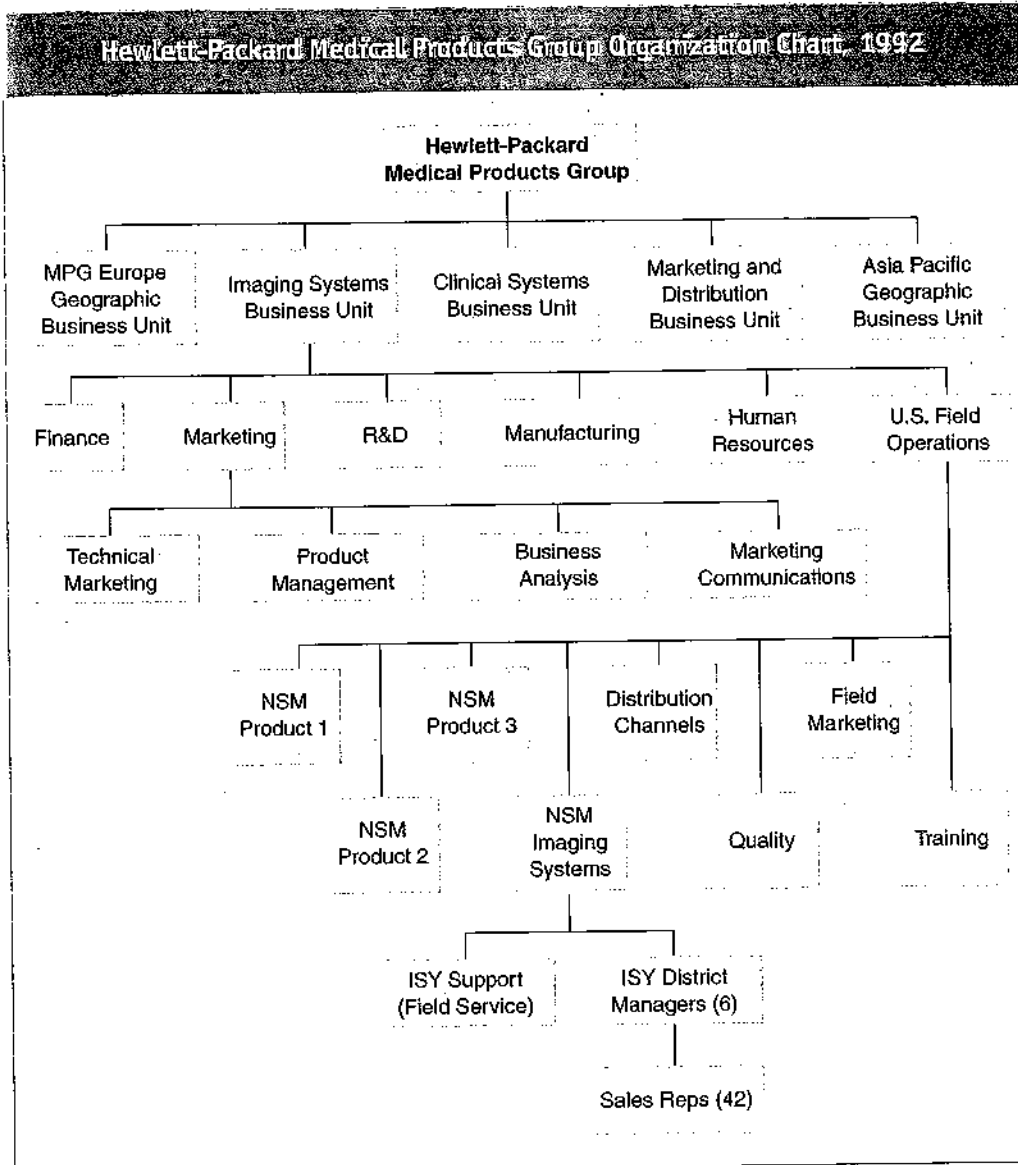 Hewlett-Packard Medical Products Group Organization Chart, 1992
Hewlett-Packard
Medical Products Group
MPG Europe
Geographic
Business Unit
Imaging Systems
Business Unit
Clinical Systems
Business Unit
Marketing and
Distribution
Business Unit
Asia Pacific
Geographic
Business Unit
Finance
Marketing
R&D
Manufacturing
Human
Resources
U.S. Field
Operations
Technical
Marketing
Product
Management
Business
Analysis
Marketing
Communications
NSM
Product 1
NSM
Product 3
Distribution
Channels
Field
Marketing
NSM
Product 2
NSM
Imaging
Systems
Quality
Training
ISY Support
(Field Service)
ISY District
Managers (6)
Sales Reps (42)